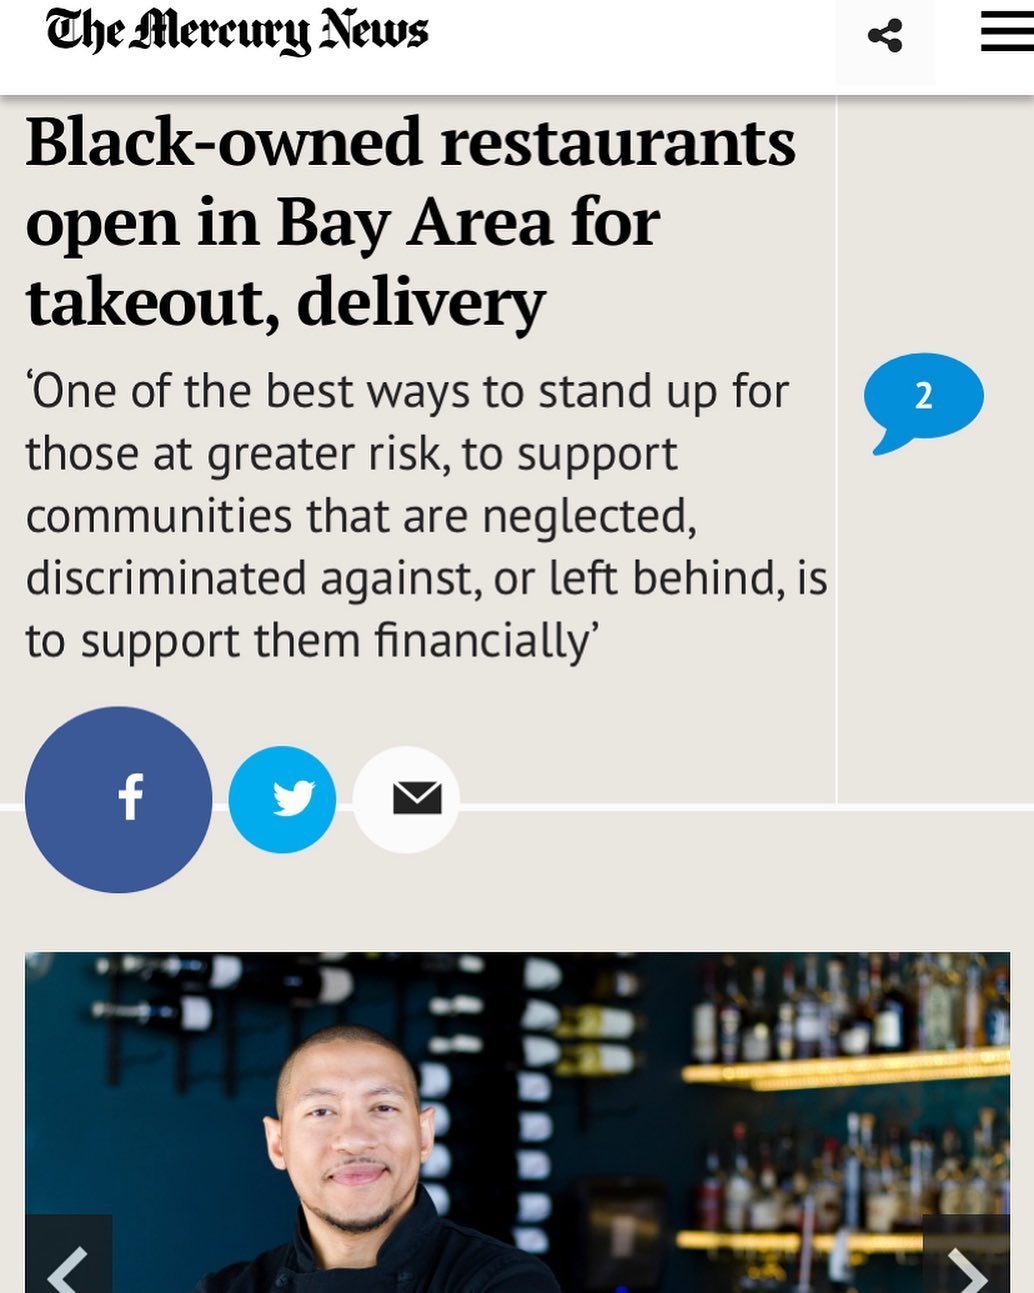 The Mercury News
Black-owned restaurants
open in Bay Area for
takeout, delivery
‘One of the best ways to stand up for
those at greater risk, to support
communities that are neglected,
discriminated against, or left behind, is
to support them financially’
2
f